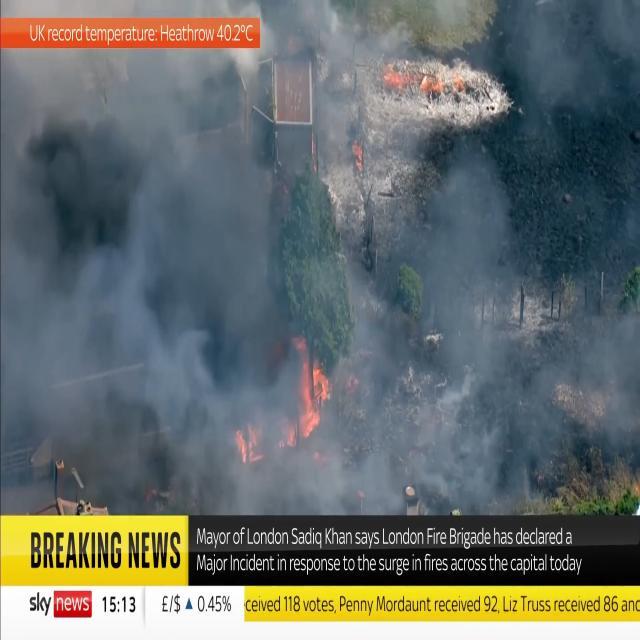 UK record temperature: Heathrow 40.2°C
BREAKING NEWS
Mayor of London Sadiq Khan says London Fire Brigade has declared a
Major Incident in response to the surge in fires across the capital today
sky news 15:13 £/$ ▲ 0.45% ceived 118 votes, Penny Mordaunt received 92, Liz Truss received 86 and